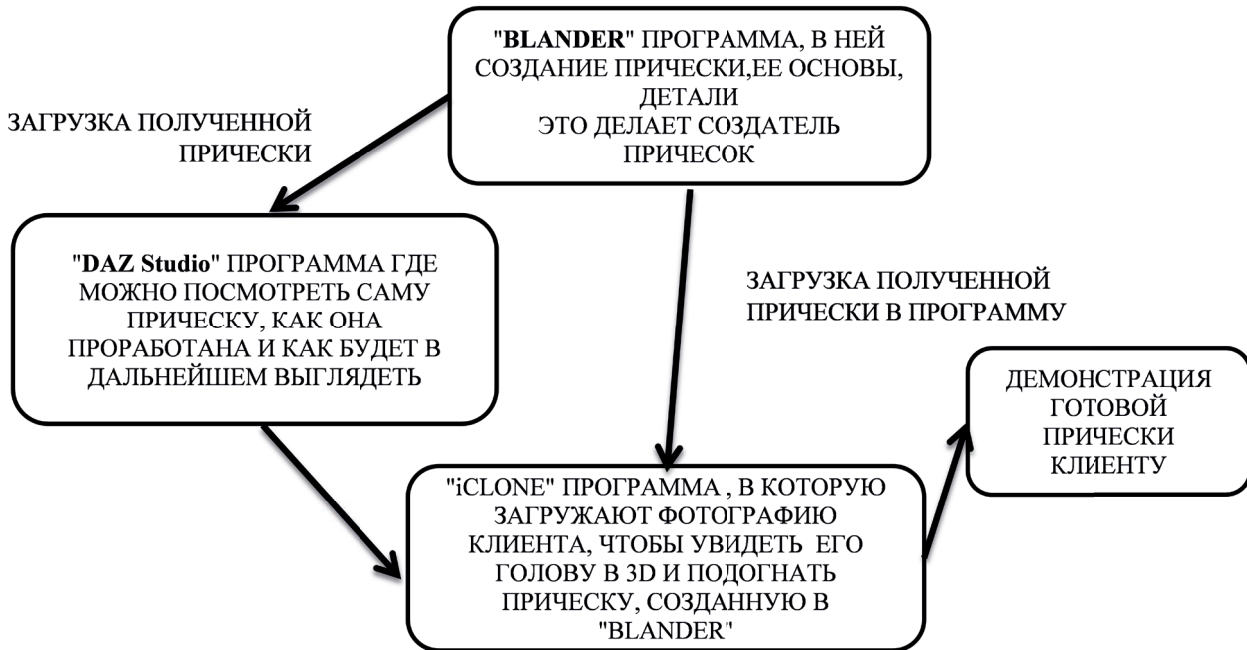 "BLANDER" ПРОГРАММА, В НЕЙ
СОЗДАНИЕ ПРИЧЕСКИ,ЕЕ ОСНОВЫ,
ДЕТАЛИ
ЭТО ДЕЛАЕТ СОЗДАТЕЛЬ
ПРИЧЕСОК
ЗАГРУЗКА ПОЛУЧЕННОЙ
ПРИЧЕСКИ
"DAZ Studio" ПРОГРАММА ГДЕ
МОЖНО ПОСМОТРЕТЬ САМУ
ПРИЧЕСКУ, КАК ОНА
ПРОРАБОТАНА И КАК БУДЕТ В
ДАЛЬНЕЙШЕМ ВЫГЛЯДЕТЬ
ЗАГРУЗКА ПОЛУЧЕННОЙ
ПРИЧЕСКИ В ПРОГРАММУ
"iCLONE" ПРОГРАММА , В КОТОРУЮ
ЗАГРУЖАЮТ ФОТОГРАФИЮ
КЛИЕНТА, ЧТОБЫ УВИДЕТЬ ЕГО
ГОЛОВУ В 3D И ПОДОГНАТЬ
ПРИЧЕСКУ, СОЗДАННУЮ В
"BLANDER"
ДЕМОНСТРАЦИЯ
ГОТОВОЙ
ПРИЧЕСКИ
КЛИЕНТУ